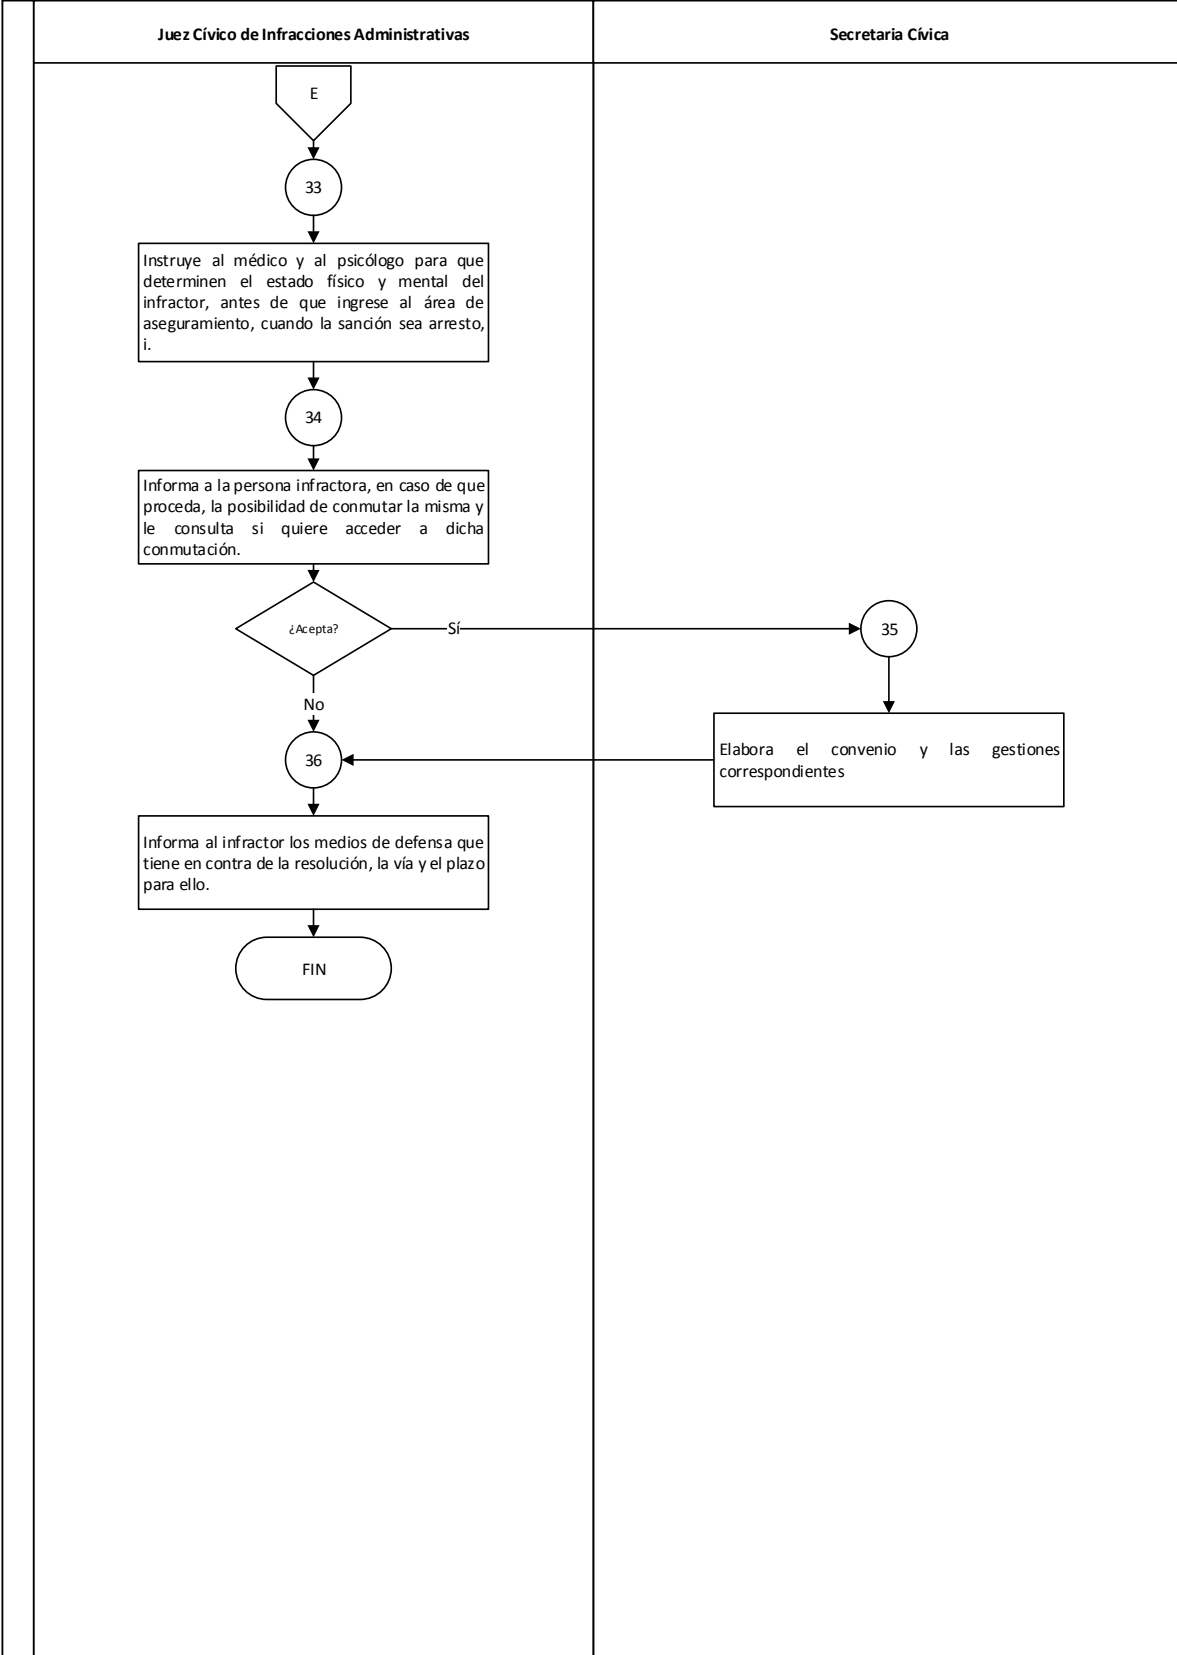 Juez Cívico de Infracciones Administrativas
Secretaria Cívica
E
33
Instruye al médico y al psicólogo para que
determinen el estado físico y mental del
infractor, antes de que ingrese al área de
aseguramiento, cuando la sanción sea arresto,
i.
34
Informa a la persona infractora, en caso de que
proceda, la posibilidad de conmutar la misma y
le consulta si quiere acceder a dicha
conmutación.
¿Acepta?
Sí
35
No
36
Elabora el convenio y las gestiones
correspondientes
Informa al infractor los medios de defensa que
tiene en contra de la resolución, la vía y el plazo
para ello.
FIN